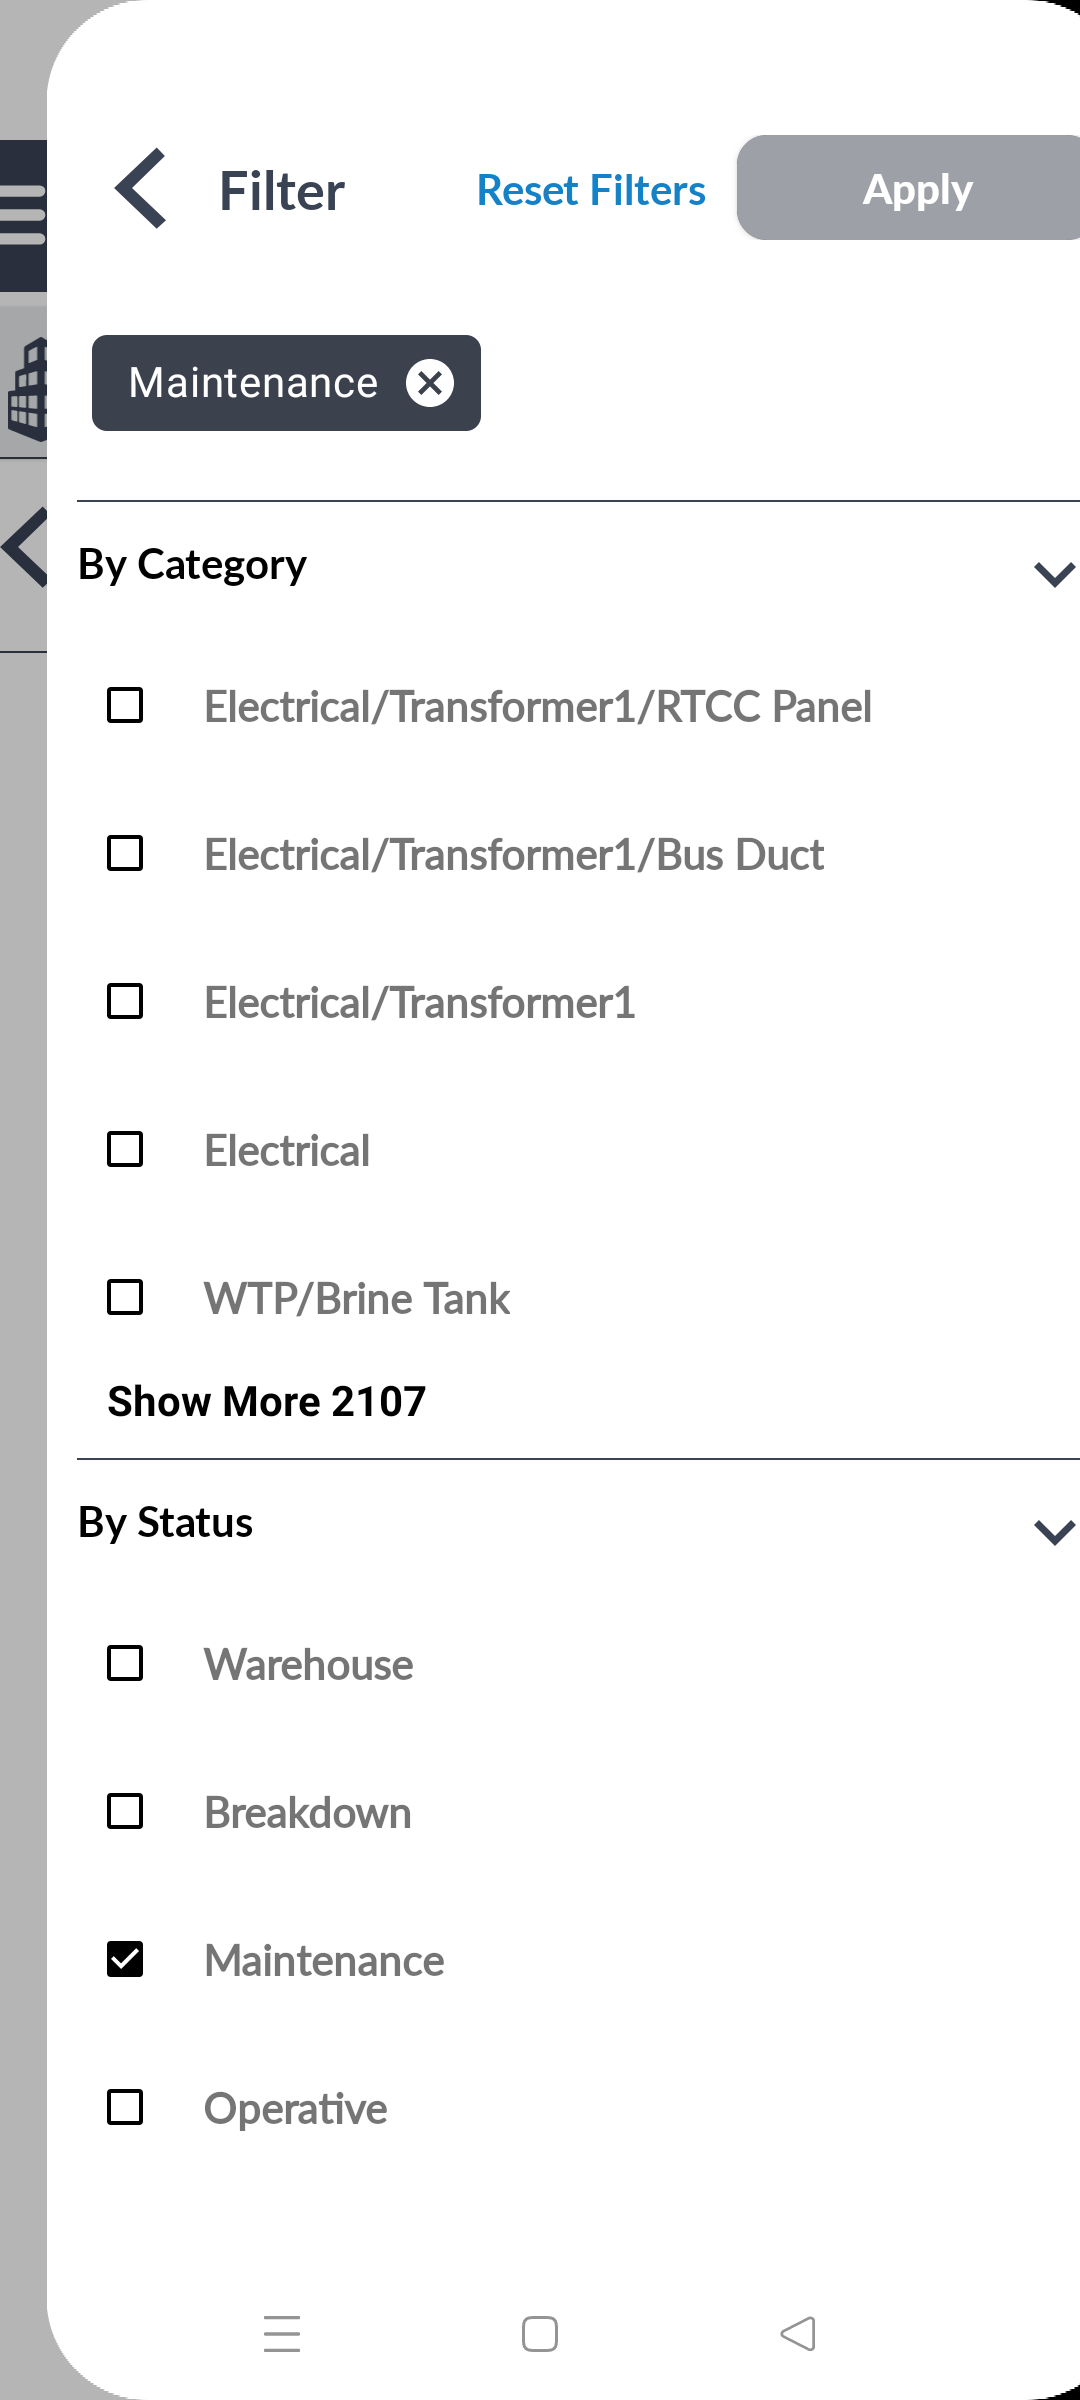 Filter
Reset Filters
Apply
Maintenance
By Category
Electrical/Transformer1/RTCC Panel
Electrical/Transformer1/Bus Duct
Electrical/Transformer1
Electrical
WTP/Brine Tank
Show More 2107
By Status
Warehouse
Breakdown
Maintenance
Operative